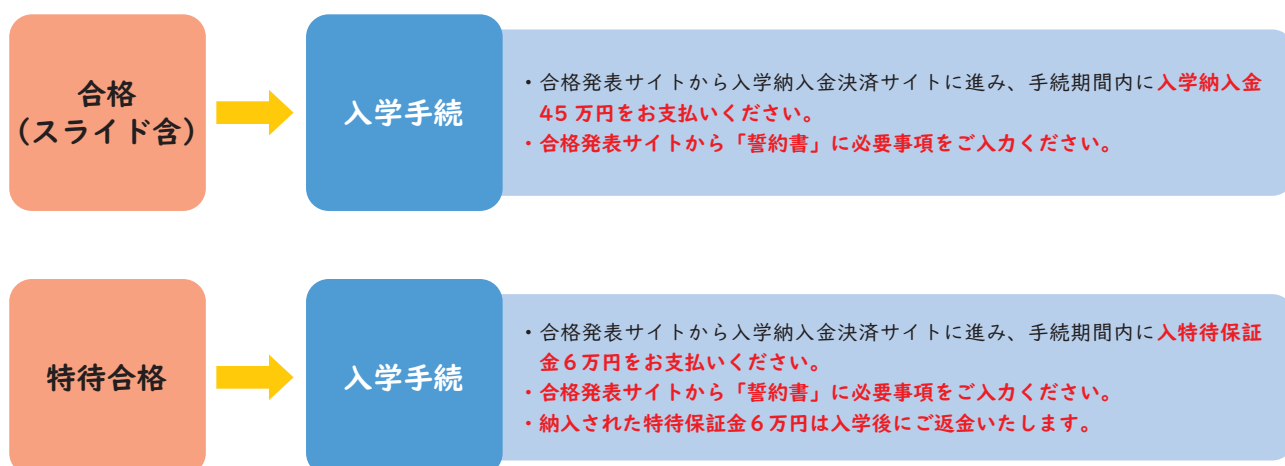 合格
(スライド含)
入学手続
・合格発表サイトから入学納入金決済サイトに進み、手続期間内に入学納入金
45万円をお支払いください。
・合格発表サイトから「誓約書」に必要事項をご入力ください。
特待合格
入学手続
・合格発表サイトから入学納入金決済サイトに進み、手続期間内に入特待保証
金６万円をお支払いください。
・合格発表サイトから「誓約書」に必要事項をご入力ください。
・納入された特待保証金６万円は入学後にご返金いたします。